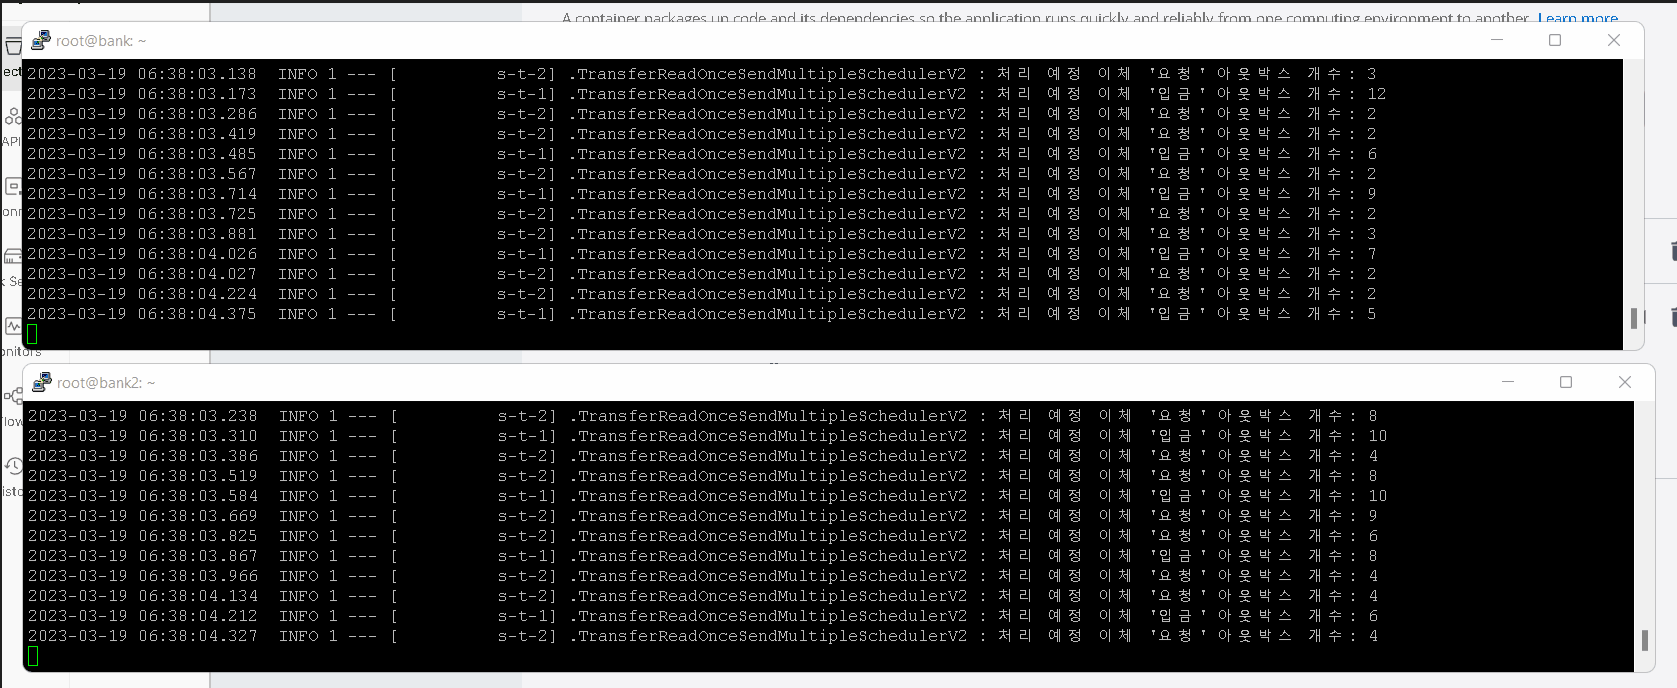 A container packages up code and its dependencies so the application runs quickly and reliably from one computing environment to another. Learn more
root@bank: ~
2023-03-19 06:38:03.138  INFO 1 --- [          s-t-2] .TransferReadOnceSendMultipleSchedulerV2 : 처리 예정 이체 '요청' 아웃박스 개수: 3
2023-03-19 06:38:03.173  INFO 1 --- [          s-t-1] .TransferReadOnceSendMultipleSchedulerV2 : 처리 예정 이체 '입금' 아웃박스 개수: 12
2023-03-19 06:38:03.286  INFO 1 --- [          s-t-2] .TransferReadOnceSendMultipleSchedulerV2 : 처리 예정 이체 '요청' 아웃박스 개수: 2
2023-03-19 06:38:03.419  INFO 1 --- [          s-t-2] .TransferReadOnceSendMultipleSchedulerV2 : 처리 예정 이체 '요청' 아웃박스 개수: 2
2023-03-19 06:38:03.485  INFO 1 --- [          s-t-1] .TransferReadOnceSendMultipleSchedulerV2 : 처리 예정 이체 '입금' 아웃박스 개수: 6
2023-03-19 06:38:03.567  INFO 1 --- [          s-t-2] .TransferReadOnceSendMultipleSchedulerV2 : 처리 예정 이체 '요청' 아웃박스 개수: 2
2023-03-19 06:38:03.714  INFO 1 --- [          s-t-1] .TransferReadOnceSendMultipleSchedulerV2 : 처리 예정 이체 '입금' 아웃박스 개수: 9
2023-03-19 06:38:03.725  INFO 1 --- [          s-t-2] .TransferReadOnceSendMultipleSchedulerV2 : 처리 예정 이체 '요청' 아웃박스 개수: 2
2023-03-19 06:38:03.881  INFO 1 --- [          s-t-2] .TransferReadOnceSendMultipleSchedulerV2 : 처리 예정 이체 '요청' 아웃박스 개수: 3
2023-03-19 06:38:04.026  INFO 1 --- [          s-t-1] .TransferReadOnceSendMultipleSchedulerV2 : 처리 예정 이체 '입금' 아웃박스 개수: 7
2023-03-19 06:38:04.027  INFO 1 --- [          s-t-2] .TransferReadOnceSendMultipleSchedulerV2 : 처리 예정 이체 '요청' 아웃박스 개수: 2
2023-03-19 06:38:04.224  INFO 1 --- [          s-t-2] .TransferReadOnceSendMultipleSchedulerV2 : 처리 예정 이체 '요청' 아웃박스 개수: 2
2023-03-19 06:38:04.375  INFO 1 --- [          s-t-1] .TransferReadOnceSendMultipleSchedulerV2 : 처리 예정 이체 '입금' 아웃박스 개수: 5
root@bank2: ~
2023-03-19 06:38:03.238  INFO 1 --- [          s-t-2] .TransferReadOnceSendMultipleSchedulerV2 : 처리 예정 이체 '요청' 아웃박스 개수: 8
2023-03-19 06:38:03.310  INFO 1 --- [          s-t-1] .TransferReadOnceSendMultipleSchedulerV2 : 처리 예정 이체 '입금' 아웃박스 개수: 10
2023-03-19 06:38:03.386  INFO 1 --- [          s-t-2] .TransferReadOnceSendMultipleSchedulerV2 : 처리 예정 이체 '요청' 아웃박스 개수: 4
2023-03-19 06:38:03.519  INFO 1 --- [          s-t-2] .TransferReadOnceSendMultipleSchedulerV2 : 처리 예정 이체 '요청' 아웃박스 개수: 8
2023-03-19 06:38:03.584  INFO 1 --- [          s-t-1] .TransferReadOnceSendMultipleSchedulerV2 : 처리 예정 이체 '입금' 아웃박스 개수: 10
2023-03-19 06:38:03.669  INFO 1 --- [          s-t-2] .TransferReadOnceSendMultipleSchedulerV2 : 처리 예정 이체 '요청' 아웃박스 개수: 9
2023-03-19 06:38:03.825  INFO 1 --- [          s-t-2] .TransferReadOnceSendMultipleSchedulerV2 : 처리 예정 이체 '요청' 아웃박스 개수: 6
2023-03-19 06:38:03.867  INFO 1 --- [          s-t-1] .TransferReadOnceSendMultipleSchedulerV2 : 처리 예정 이체 '입금' 아웃박스 개수: 8
2023-03-19 06:38:03.966  INFO 1 --- [          s-t-2] .TransferReadOnceSendMultipleSchedulerV2 : 처리 예정 이체 '요청' 아웃박스 개수: 4
2023-03-19 06:38:04.134  INFO 1 --- [          s-t-2] .TransferReadOnceSendMultipleSchedulerV2 : 처리 예정 이체 '요청' 아웃박스 개수: 4
2023-03-19 06:38:04.212  INFO 1 --- [          s-t-1] .TransferReadOnceSendMultipleSchedulerV2 : 처리 예정 이체 '입금' 아웃박스 개수: 6
2023-03-19 06:38:04.327  INFO 1 --- [          s-t-2] .TransferReadOnceSendMultipleSchedulerV2 : 처리 예정 이체 '요청' 아웃박스 개수: 4